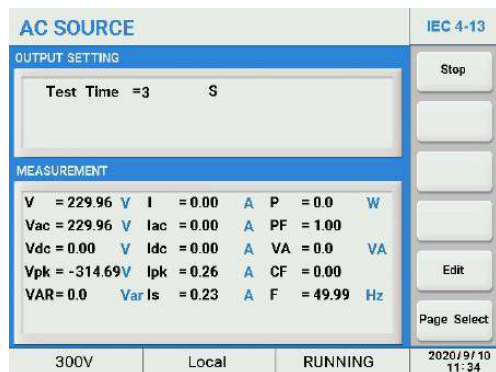 AC SOURCE
IEC 4-13
OUTPUT SETTING
Test Time =3 S
Stop
MEASUREMENT
V = 229.96 V I = 0.00 A P = 0.0 W
Vac = 229.96 V Iac = 0.00 A PF = 1.00
Vdc = 0.00 V Idc = 0.00 A VA = 0.0 VA
Vpk = -314.69V Ipk = 0.26 A CF = 0.00
VAR= 0.0 Var Is = 0.23 A F = 49.99 Hz
Edit
Page Select
300V Local RUNNING 2020/9/10
11:34